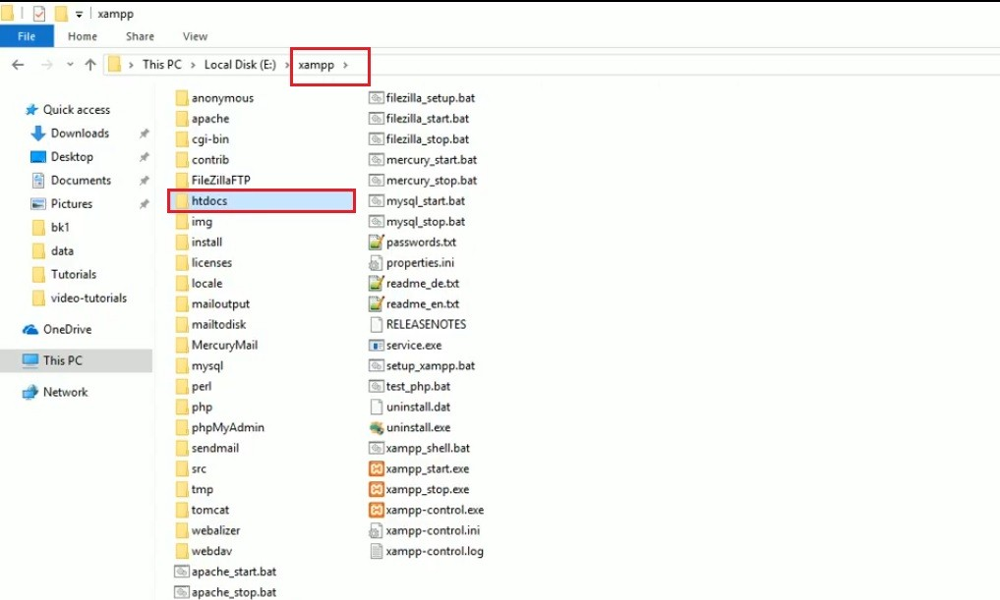 xampp
File Home Share View
This PC > Local Disk (E:) > xampp >
Quick access
Downloads
Desktop
Documents
Pictures
bk1
data
Tutorials
video-tutorials
OneDrive
This PC
Network
anonymous
apache
cgi-bin
contrib
FileZillaFTP
htdocs
img
install
licenses
locale
mailoutput
mailtodisk
MercuryMail
mysql
perl
php
phpMyAdmin
sendmail
src
tmp
tomcat
webalizer
webdav
apache_start.bat
apache_stop.bat
filezilla_setup.bat
filezilla_start.bat
filezilla_stop.bat
mercury_start.bat
mercury_stop.bat
mysql_start.bat
mysql_stop.bat
passwords.txt
properties.ini
readme_de.txt
readme_en.txt
RELEASENOTES
service.exe
setup_xampp.bat
test_php.bat
uninstall.dat
uninstall.exe
xampp_shell.bat
xampp_start.exe
xampp_stop.exe
xampp-control.exe
xampp-control.ini
xampp-control.log